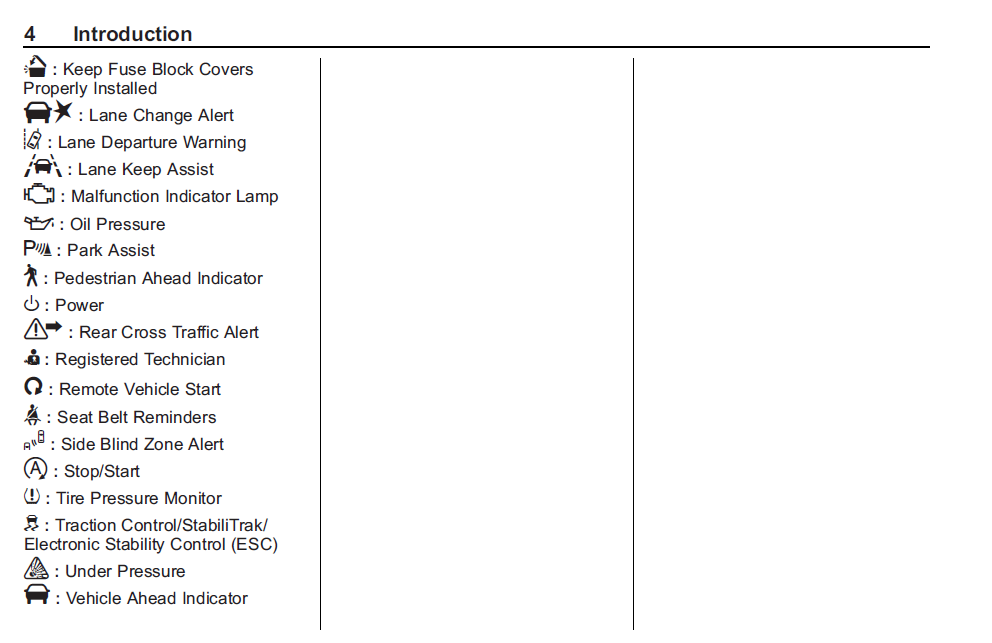 4 Introduction
: Keep Fuse Block Covers
Properly Installed
: Lane Change Alert
: Lane Departure Warning
: Lane Keep Assist
: Malfunction Indicator Lamp
: Oil Pressure
P : Park Assist
: Pedestrian Ahead Indicator
: Power
: Rear Cross Traffic Alert
: Registered Technician
: Remote Vehicle Start
: Seat Belt Reminders
: Side Blind Zone Alert
A : Stop/Start
(!) : Tire Pressure Monitor
: Traction Control/StabiliTrak/
Electronic Stability Control (ESC)
: Under Pressure
: Vehicle Ahead Indicator